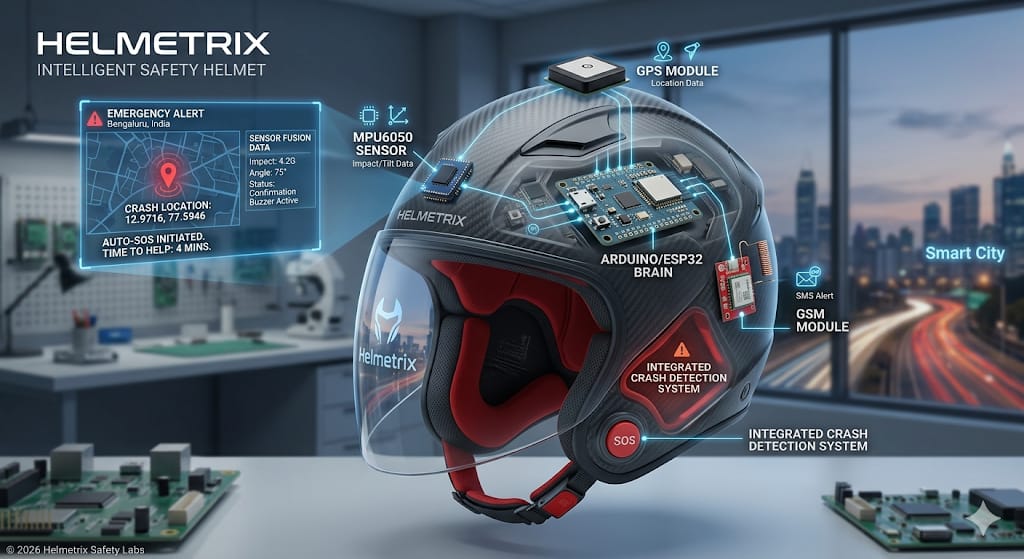 HELMETRIX
INTELLIGENT SAFETY HELMET
EMERGENCY ALERT
Bengaluru, India
CRASH LOCATION:
12.9716, 77.5946
AUTO-SOS INITIATED.
TIME TO HELP: 4 MINS.
SENSOR FUSION
DATA
Impact: 4.2G
Angle: 75°
Status:
Confirmation
Buzzer Active
MPU6050
SENSOR
Impact/Tilt Data
GPS MODULE
Location Data
HELMETRIX
ARDUINO/ESP32
BRAIN
SMS Alert
GSM
MODULE
Smart City
Helmetrix
INTEGRATED
CRASH DETECTION
SYSTEM
SOS
INTEGRATED CRASH
DETECTION SYSTEM
© 2026 Helmetrix Safety Labs